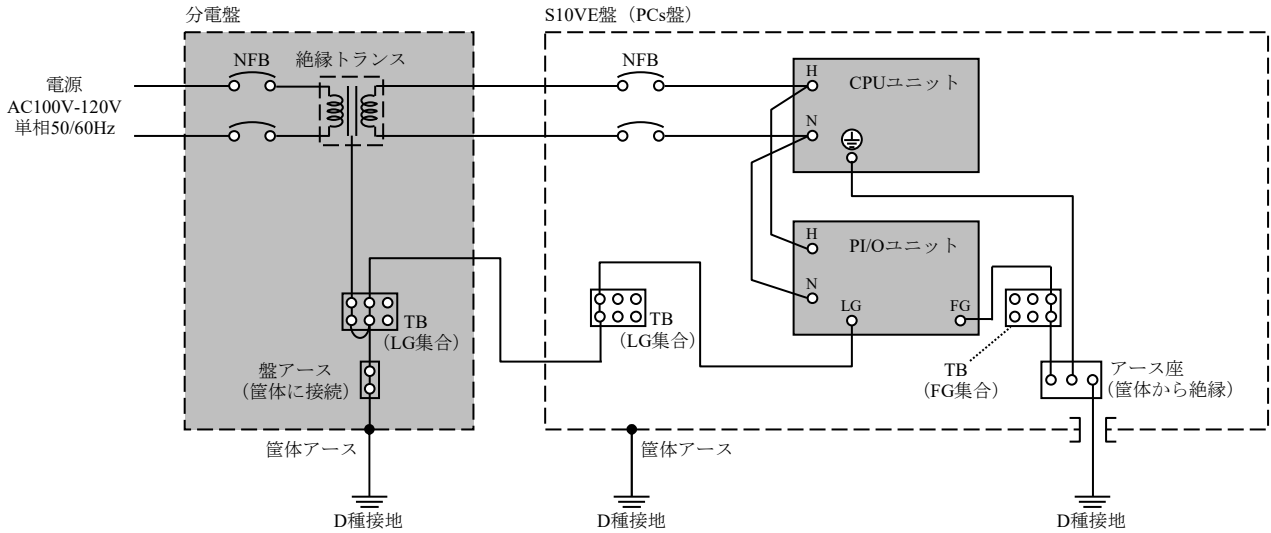 分電盤
S10VE盤（PCs盤）
NFB
絶縁トランス
NFB
電源
AC100V-120V
単相50/60Hz
H
CPUユニット
N
H
PI/Oユニット
N
LG
FG
TB
（LG集合）
TB
（LG集合）
TB
（FG集合）
盤アース
（筐体に接続）
アース座
（筐体から絶縁）
筐体アース
筐体アース
D種接地
D種接地
D種接地